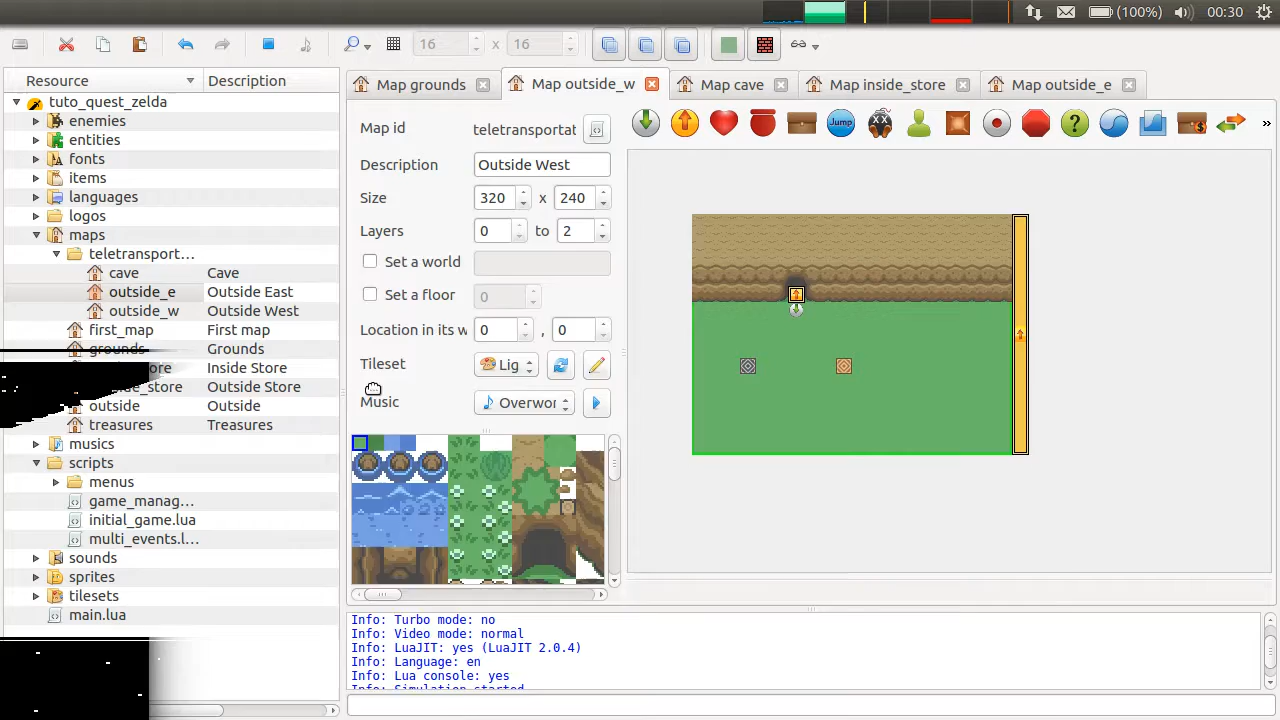 (100%) 00:30
16 x 16
Resource Description
Map grounds Map outside_w Map cave Map inside_store Map outside_e
tuto_quest_zelda
enemies
entities
fonts
items
languages
logos
maps
teletransport...
cave Cave
outside_e Outside East
outside_w Outside West
first_map First map
grounds Grounds
Inside Store
Outside Store
outside Outside
treasures Treasures
musics
scripts
menus
game_manag...
initial_game.lua
multi_events.l...
sounds
sprites
tilesets
main.lua
Map id teletransportat
Description Outside West
Size 320 x 240
Layers 0 to 2
Set a world
Set a floor 0
Location in its w 0 , 0
Tileset Lig
Music Overwor
Jump
»
Info: Turbo mode: no
Info: Video mode: normal
Info: LuaJIT: yes (LuaJIT 2.0.4)
Info: Language: en
Info: Lua console: yes
Info: Simulation started